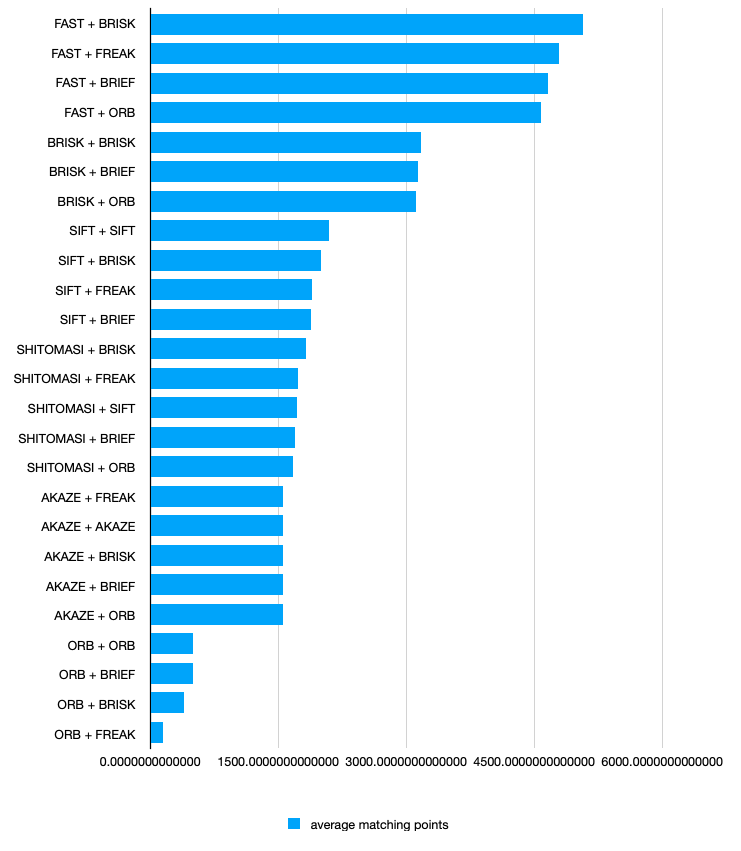 FAST + BRISK
FAST + FREAK
FAST + BRIEF
FAST + ORB
BRISK + BRISK
BRISK + BRIEF
BRISK + ORB
SIFT + SIFT
SIFT + BRISK
SIFT + FREAK
SIFT + BRIEF
SHITOMASI + BRISK
SHITOMASI + FREAK
SHITOMASI + SIFT
SHITOMASI + BRIEF
SHITOMASI + ORB
AKAZE + FREAK
AKAZE + AKAZE
AKAZE + BRISK
AKAZE + BRIEF
AKAZE + ORB
ORB + ORB
ORB + BRIEF
ORB + BRISK
ORB + FREAK
0.0000000000000 1500.0000000000000 3000.0000000000000 4500.0000000000000 6000.0000000000000
average matching points